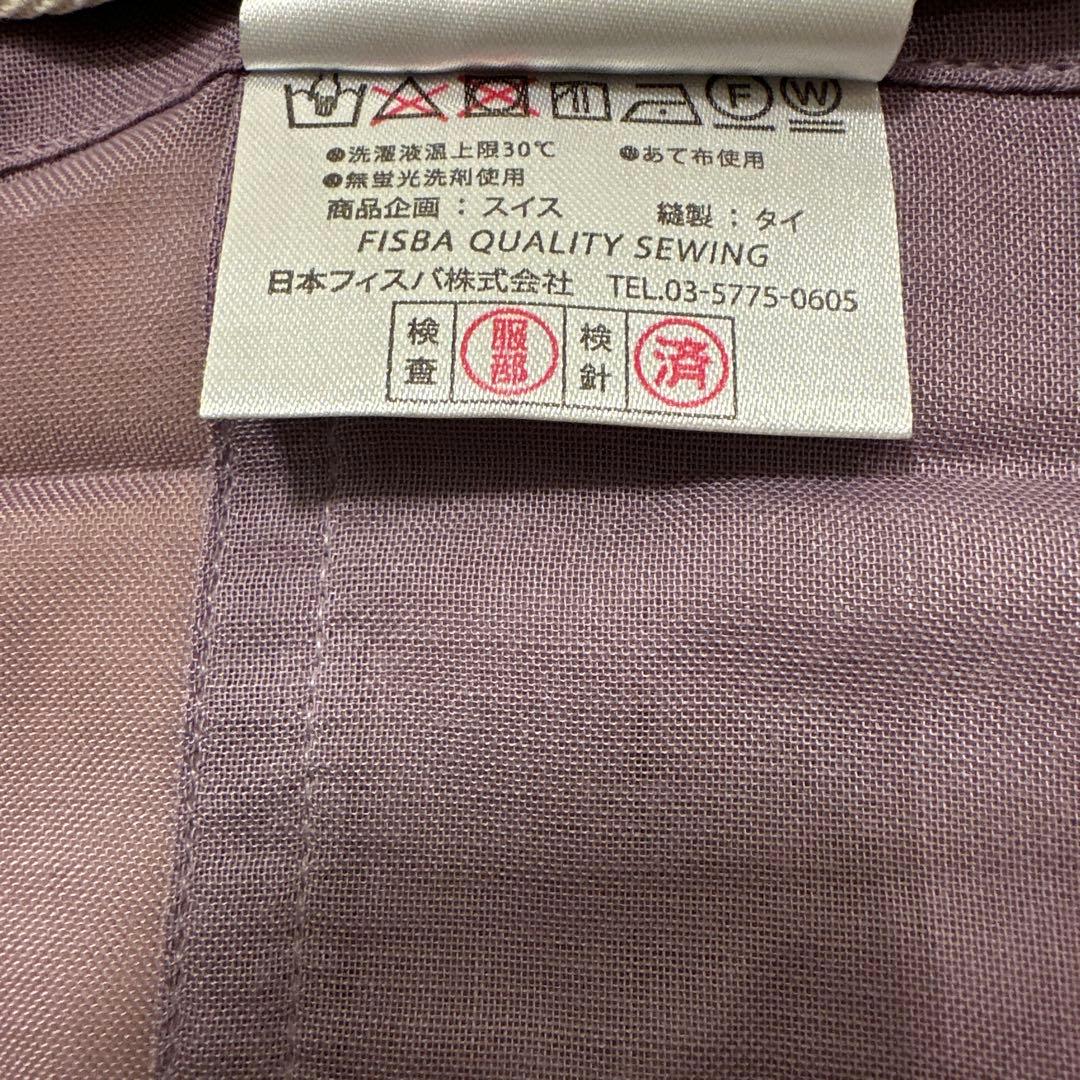 F W
●洗濯液温上限30℃ ●あて布使用
●無蛍光洗剤使用
商品企画：スイス 縫製：タイ
FISBA QUALITY SEWING
日本フィスバ株式会社 TEL.03-5775-0605
検査 服部 検針 済